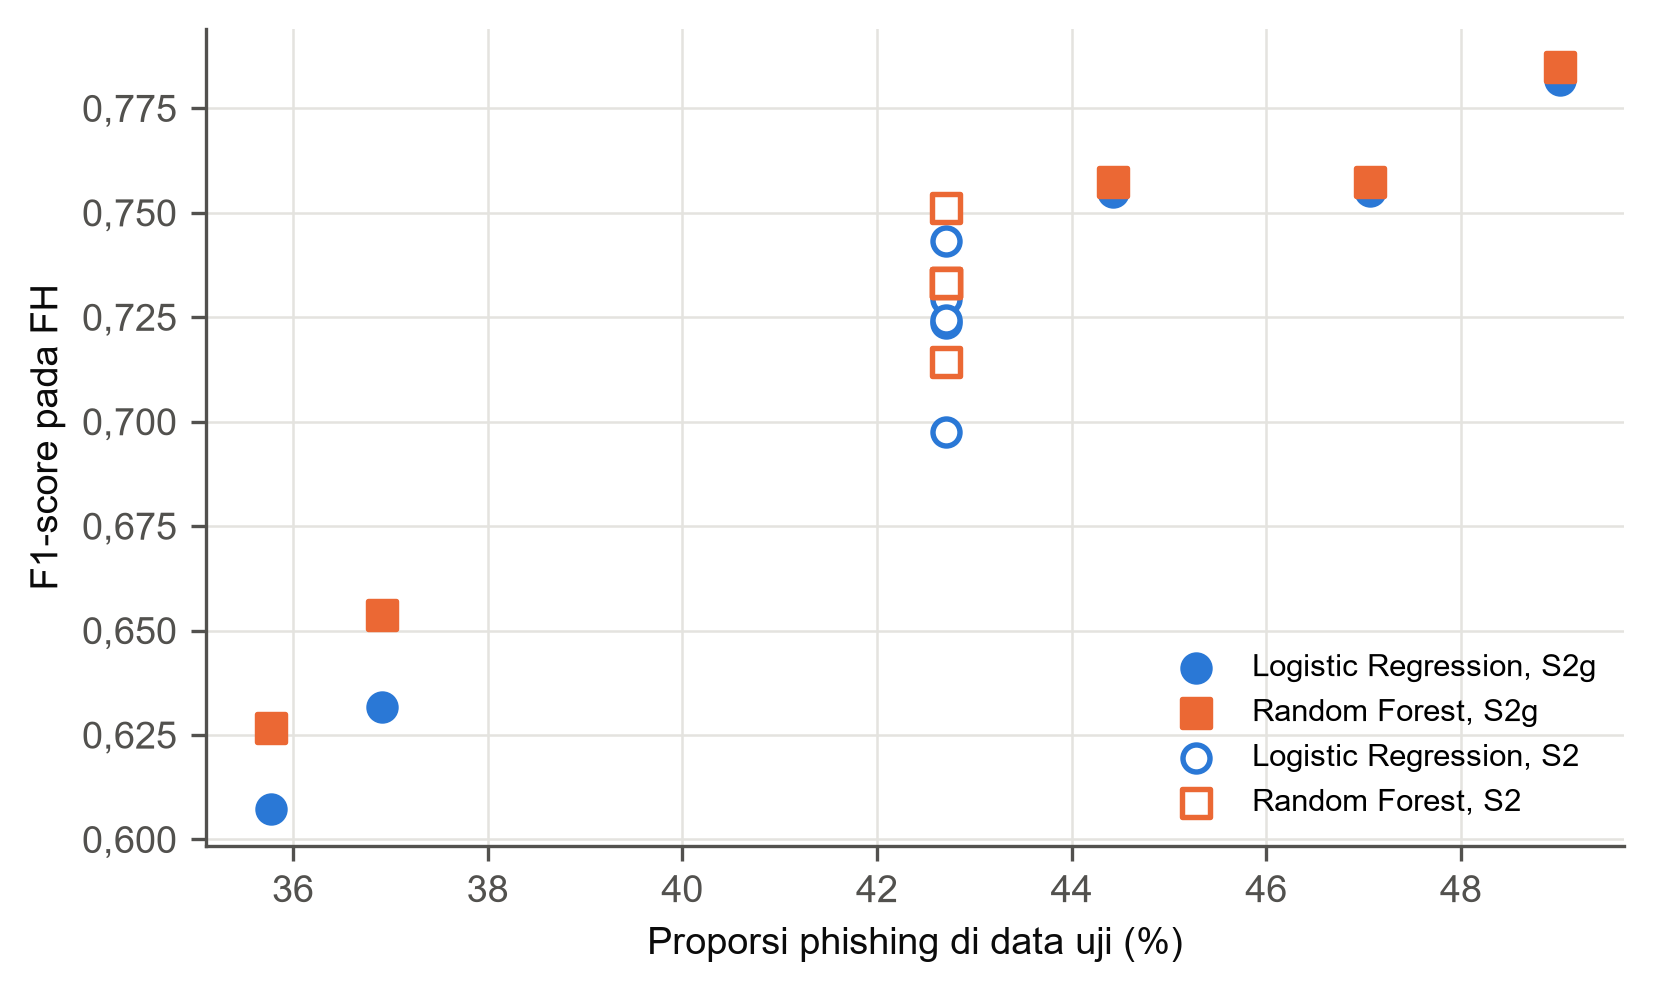 0,775
0,750
0,725
0,700
0,675
0,650
0,625
0,600
F1-score pada FH
Logistic Regression, S2g
Random Forest, S2g
Logistic Regression, S2
Random Forest, S2
36 38 40 42 44 46 48
Proporsi phishing di data uji (%)